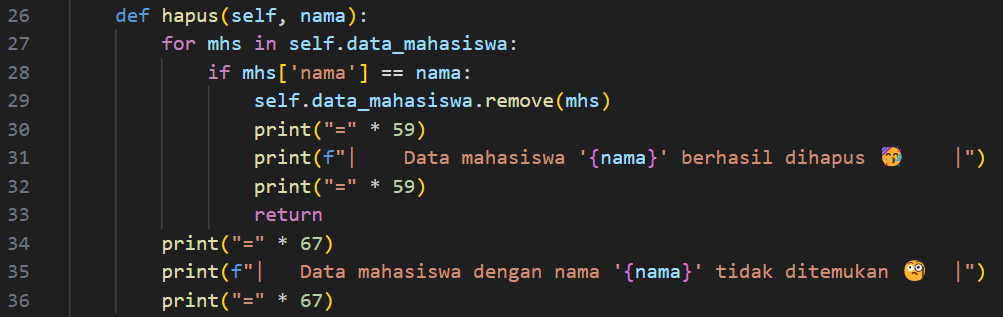 26 def hapus(self, nama):
27 for mhs in self.data_mahasiswa:
28 if mhs['nama'] == nama:
29 self.data_mahasiswa.remove(mhs)
30 print("=" * 59)
31 print(f"|    Data mahasiswa '{nama}' berhasil dihapus 🥳    |")
32 print("=" * 59)
33 return
34 print("=" * 67)
35 print(f"|   Data mahasiswa dengan nama '{nama}' tidak ditemukan 🧐  |")
36 print("=" * 67)